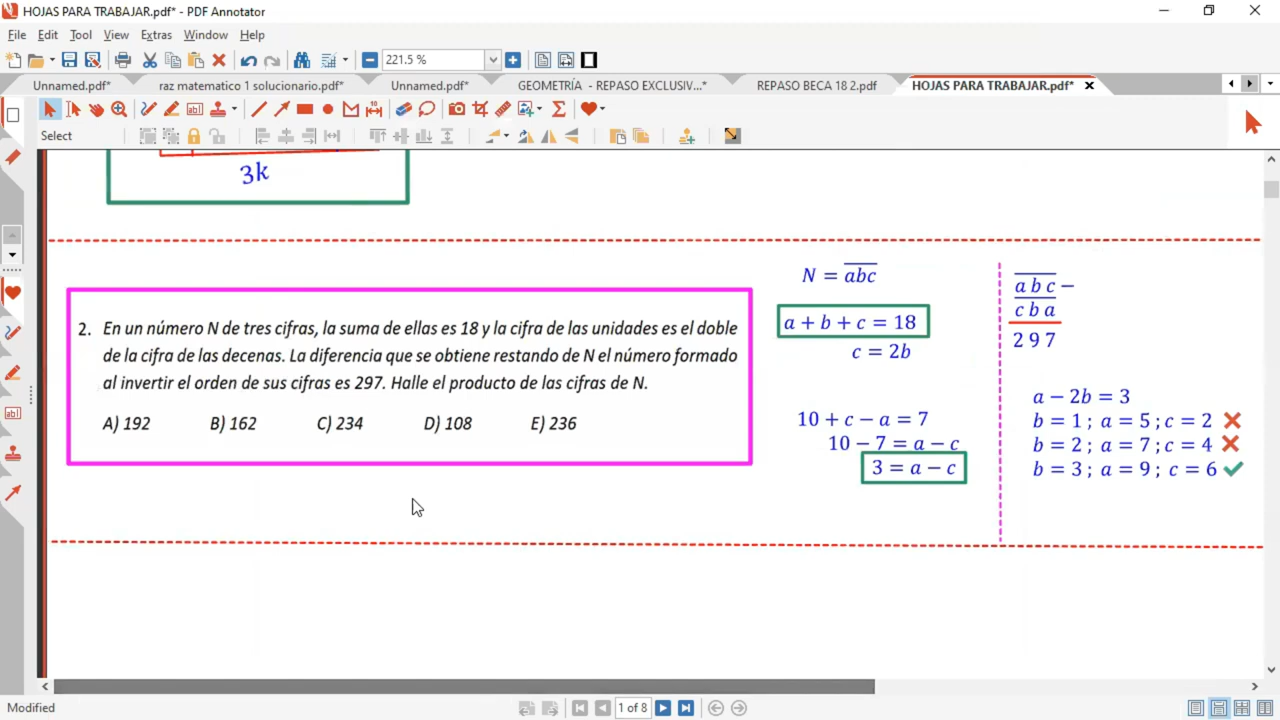 HOJAS PARA TRABAJAR.pdf* - PDF Annotator
File Edit Tool View Extras Window Help
221.5 %
Unnamed.pdf* raz matematico 1 solucionario.pdf* Unnamed.pdf* GEOMETRÍA - REPASO EXCLUSIV...* REPASO BECA 18 2.pdf HOJAS PARA TRABAJAR.pdf*
Select
3k
2. En un número N de tres cifras, la suma de ellas es 18 y la cifra de las unidades es el doble
de la cifra de las decenas. La diferencia que se obtiene restando de N el número formado
al invertir el orden de sus cifras es 297. Halle el producto de las cifras de N.
A) 192 B) 162 C) 234 D) 108 E) 236
N = abc
a + b + c = 18
c = 2b
10 + c − a = 7
10 − 7 = a − c
3 = a − c
a b c −
c b a
2 9 7
a − 2b = 3
b = 1 ; a = 5 ; c = 2
b = 2 ; a = 7 ; c = 4
b = 3 ; a = 9 ; c = 6
Modified
1 of 8